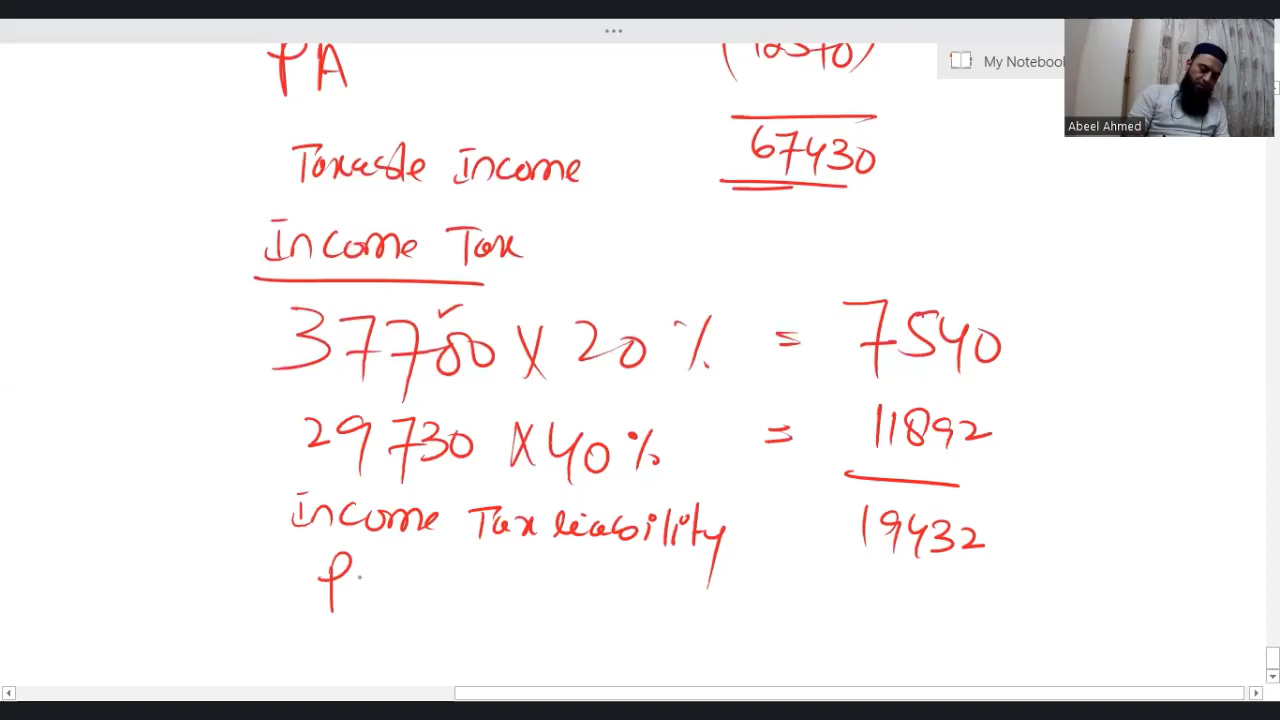 PA (12570)
My Notebook
Abeel Ahmed
67430
Taxable Income
Income Tax
37700 X 20 % = 7540
29730 X 40 % = 11892
Income Tax liability 19432
P